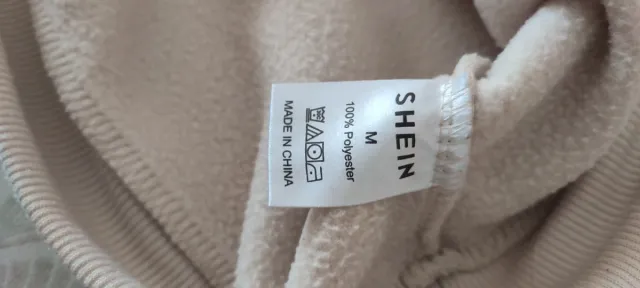 SHEIN
M
100% Polyester
MADE IN CHINA